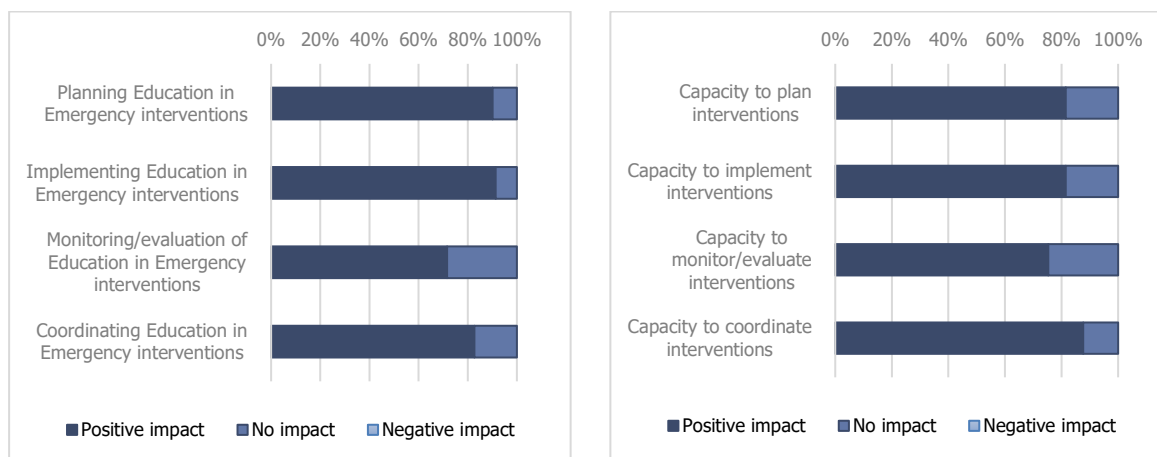 0% 20% 40% 60% 80% 100%
Planning Education in
Emergency interventions
Implementing Education in
Emergency interventions
Monitoring/evaluation of
Education in Emergency
interventions
Coordinating Education in
Emergency interventions
Positive impact No impact Negative impact
0% 20% 40% 60% 80% 100%
Capacity to plan
interventions
Capacity to implement
interventions
Capacity to
monitor/evaluate
interventions
Capacity to coordinate
interventions
Positive impact No impact Negative impact